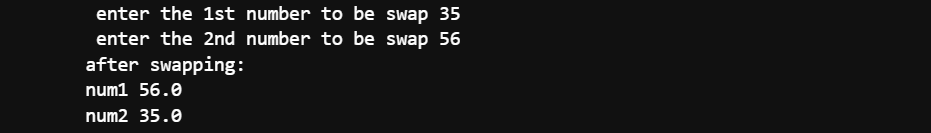 enter the 1st number to be swap 35
enter the 2nd number to be swap 56
after swapping:
num1 56.0
num2 35.0